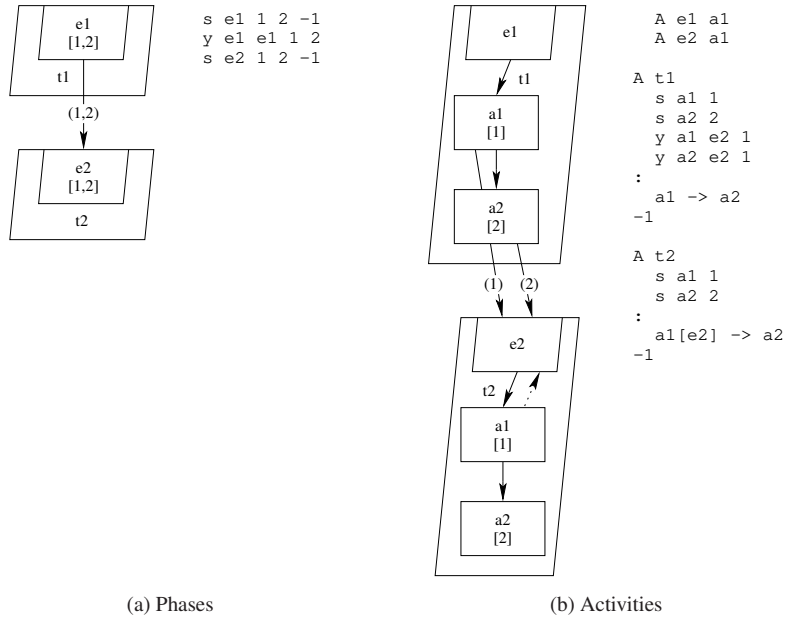 e1
[1,2]
t1
(1,2)
e2
[1,2]
t2
s e1 1 2 −1
y e1 e1 1 2
s e2 1 2 −1
(a) Phases
e1
t1
a1
[1]
a2
[2]
(1) (2)
e2
t2
a1
[1]
a2
[2]
A e1 a1
A e2 a1
A t1
s a1 1
s a2 2
y a1 e2 1
y a2 e2 1
:
a1 −> a2
−1
A t2
s a1 1
s a2 2
:
a1[e2] −> a2
−1
(b) Activities